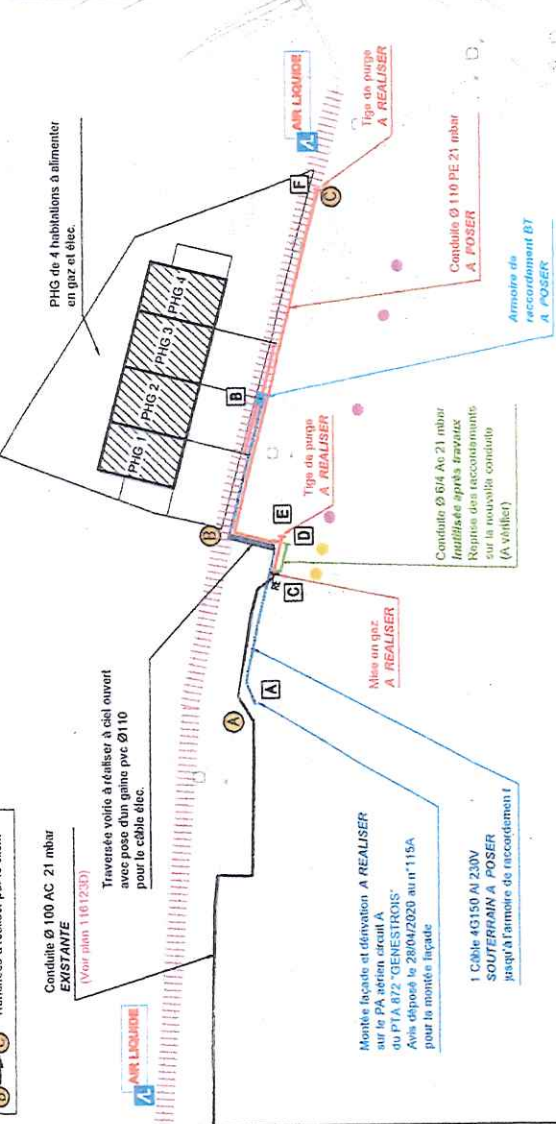 B C
Conduite Ø 100 AC 21 mbar
EXISTANTE
(Voir plan 116123D)
Traversée voirie à réaliser à ciel ouvert
avec pose d'un gaine pvc Ø110
pour le câble élec.
PHG de 4 habitations à alimenter
en gaz et élec.
AIR LIQUIDE
AIR LIQUIDE
PHG 1
PHG 2
PHG 3
PHG 4
A
A
B
B
C
RE
D
E
F
C
Tige de purge
A REALISER
Tige de purge
A REALISER
Mise en gaz
A REALISER
Conduite Ø 110 PE 21 mbar
A POSER
Armoire de
raccordement BT
A POSER
Conduite Ø 6/4 Ac 21 mbar
Inutilisée après travaux
Reprise des raccordements
sur la nouvelle conduite
(A vérifier)
Montée façade et dérivation A REALISER
sur le PA aérien circuit A
du PTA 872 "GENESTROIS"
Avis déposé le 28/04/2020 au n°115A
pour la montée façade
1 Câble 4G150 Al 230V
SOUTERRAIN A POSER
jusqu'à l'armoire de raccordement